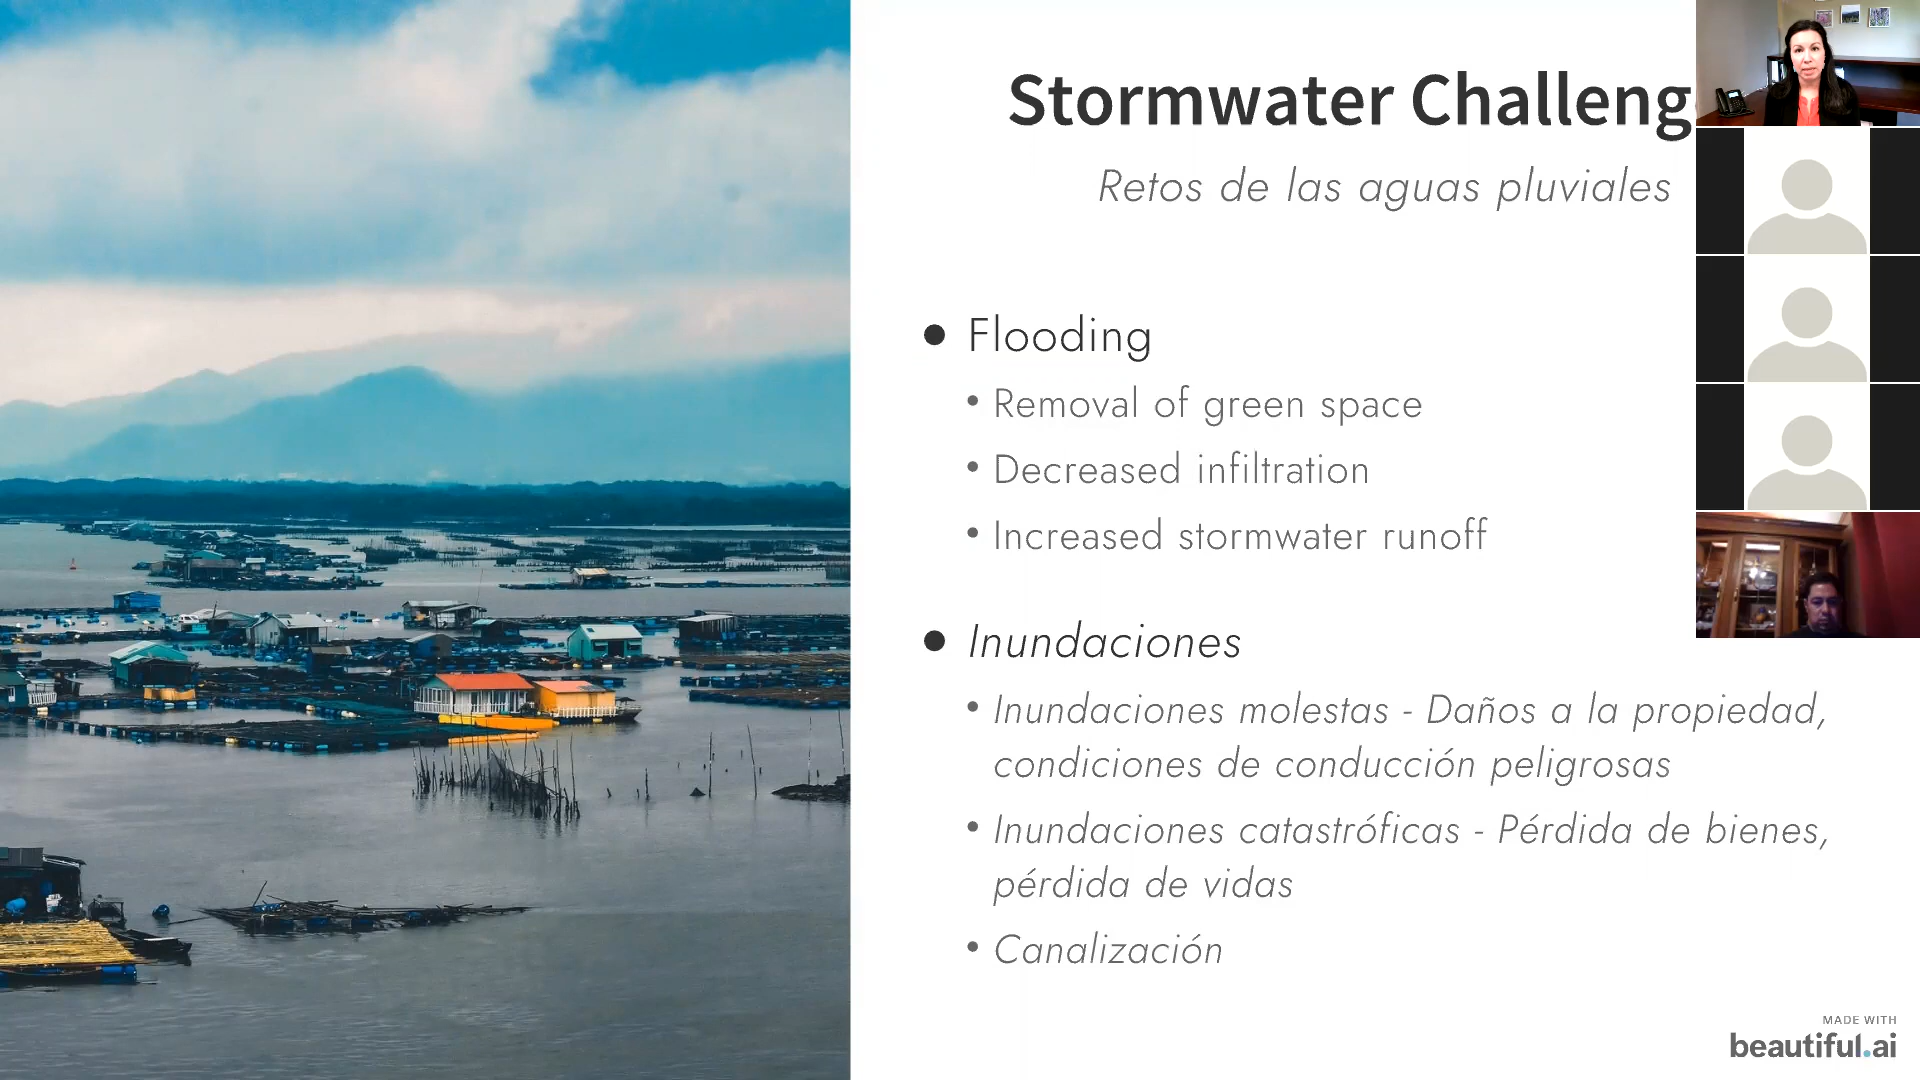 Stormwater Challeng
Retos de las aguas pluviales
• Flooding
• Removal of green space
• Decreased infiltration
• Increased stormwater runoff
• Inundaciones
• Inundaciones molestas - Daños a la propiedad,
condiciones de conducción peligrosas
• Inundaciones catastróficas - Pérdida de bienes,
pérdida de vidas
• Canalización
MADE WITH
beautiful.ai